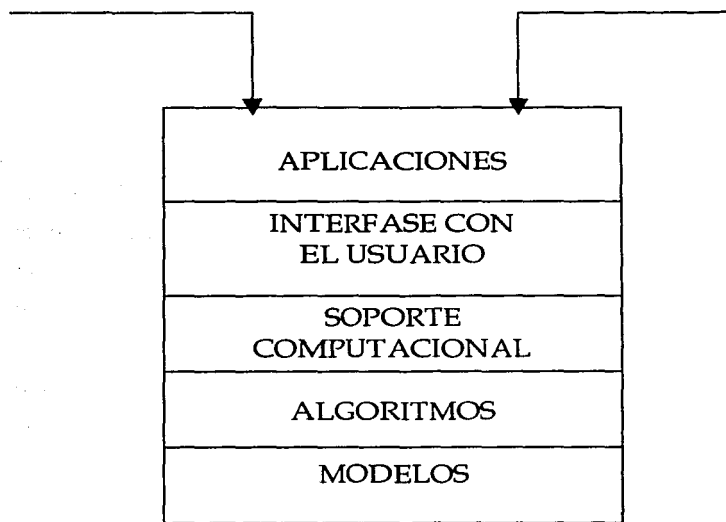 APLICACIONES
INTERFASE CON
EL USUARIO
SOPORTE
COMPUTACIONAL
ALGORITMOS
MODELOS